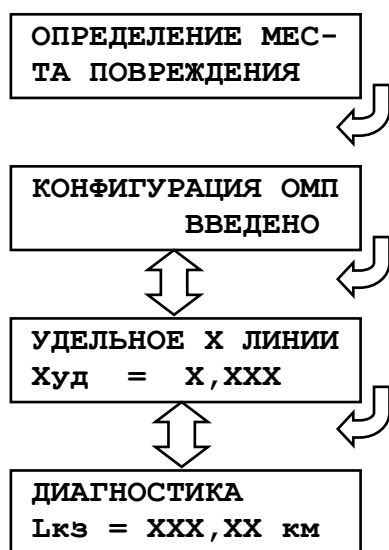 ОПРЕДЕЛЕНИЕ МЕС-
ТА ПОВРЕЖДЕНИЯ
КОНФИГУРАЦИЯ ОМП
ВВЕДЕНО
УДЕЛЬНОЕ Х ЛИНИИ
Худ = Х,ХХХ
ДИАГНОСТИКА
Lкз = ХХХ,ХХ км